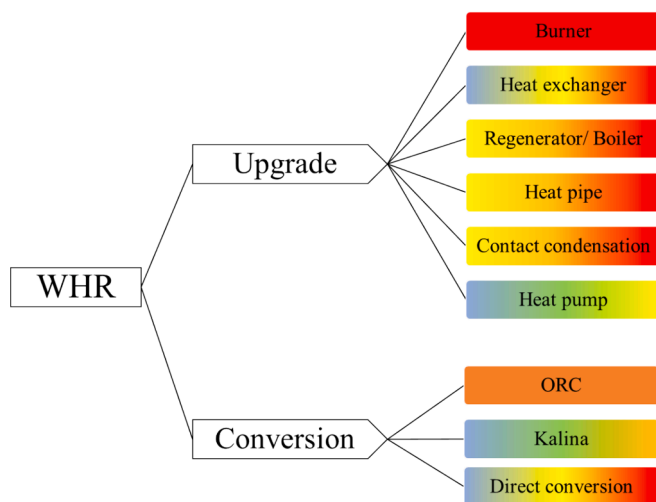 Burner
Heat exchanger
Upgrade
Regenerator/ Boiler
Heat pipe
Contact condensation
WHR
Heat pump
ORC
Conversion
Kalina
Direct conversion